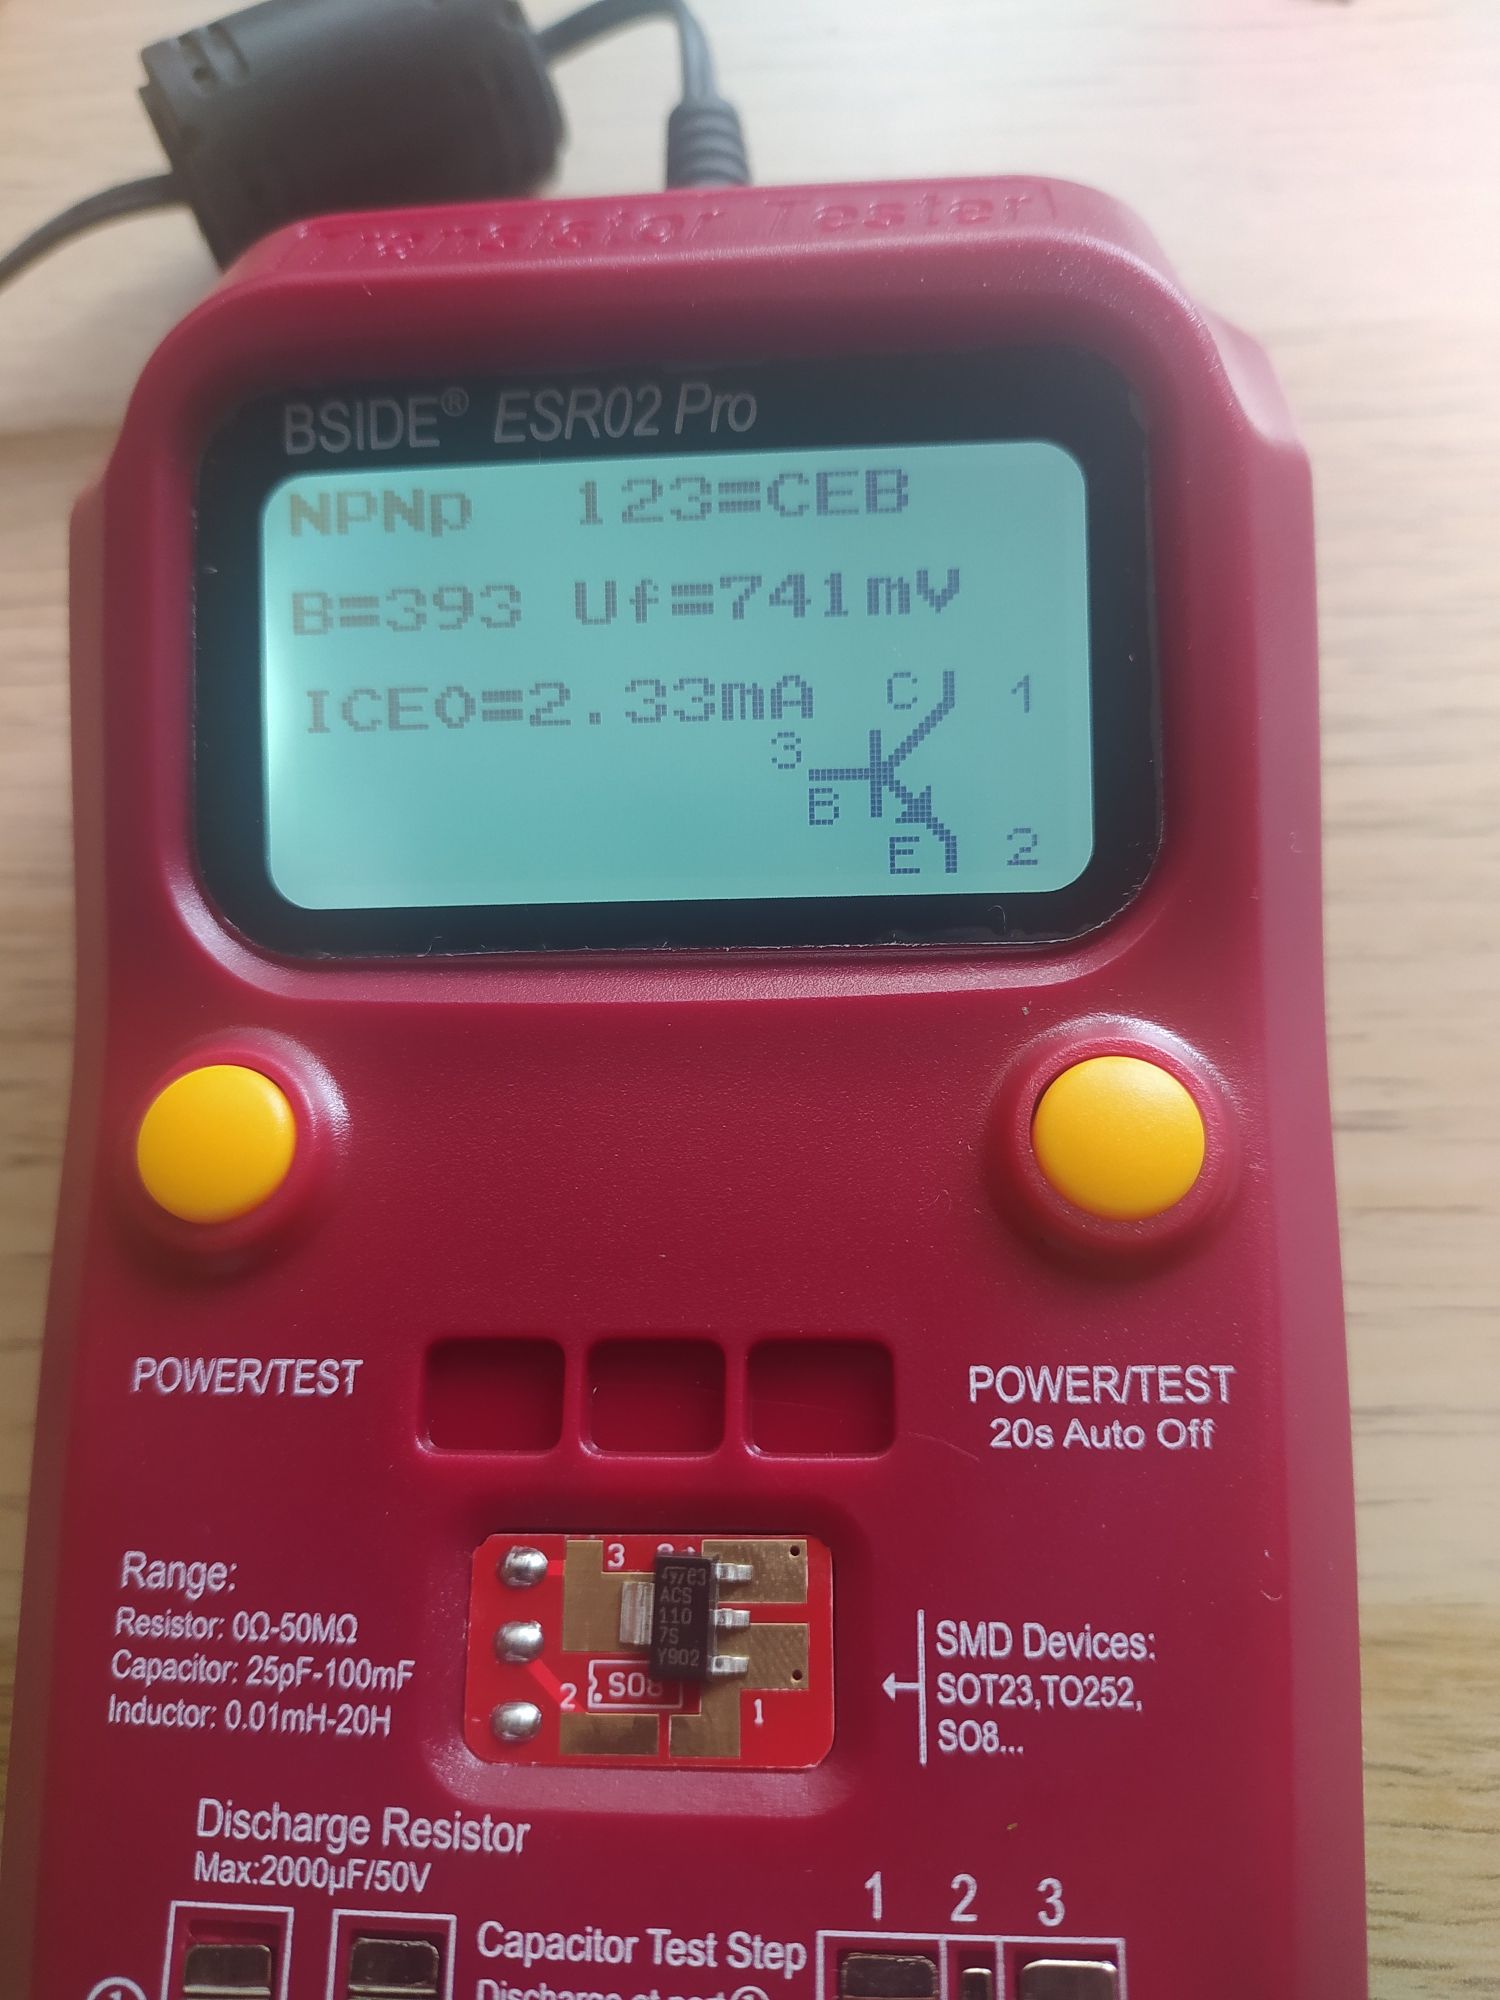 Transistor Tester
BSIDE® ESR02 Pro
NPNp 123=CEB
B=393 Uf=741mV
ICE0=2.33mA
C 1
3
B
E 2
POWER/TEST
POWER/TEST
20s Auto Off
Range:
Resistor: 0Ω-50MΩ
Capacitor: 25pF-100mF
Inductor: 0.01mH-20H
3
ACS
110
7S
Y902
2
SO8
1
SMD Devices:
SOT23,TO252,
SO8...
Discharge Resistor
Max:2000µF/50V
1 2 3
Capacitor Test Step